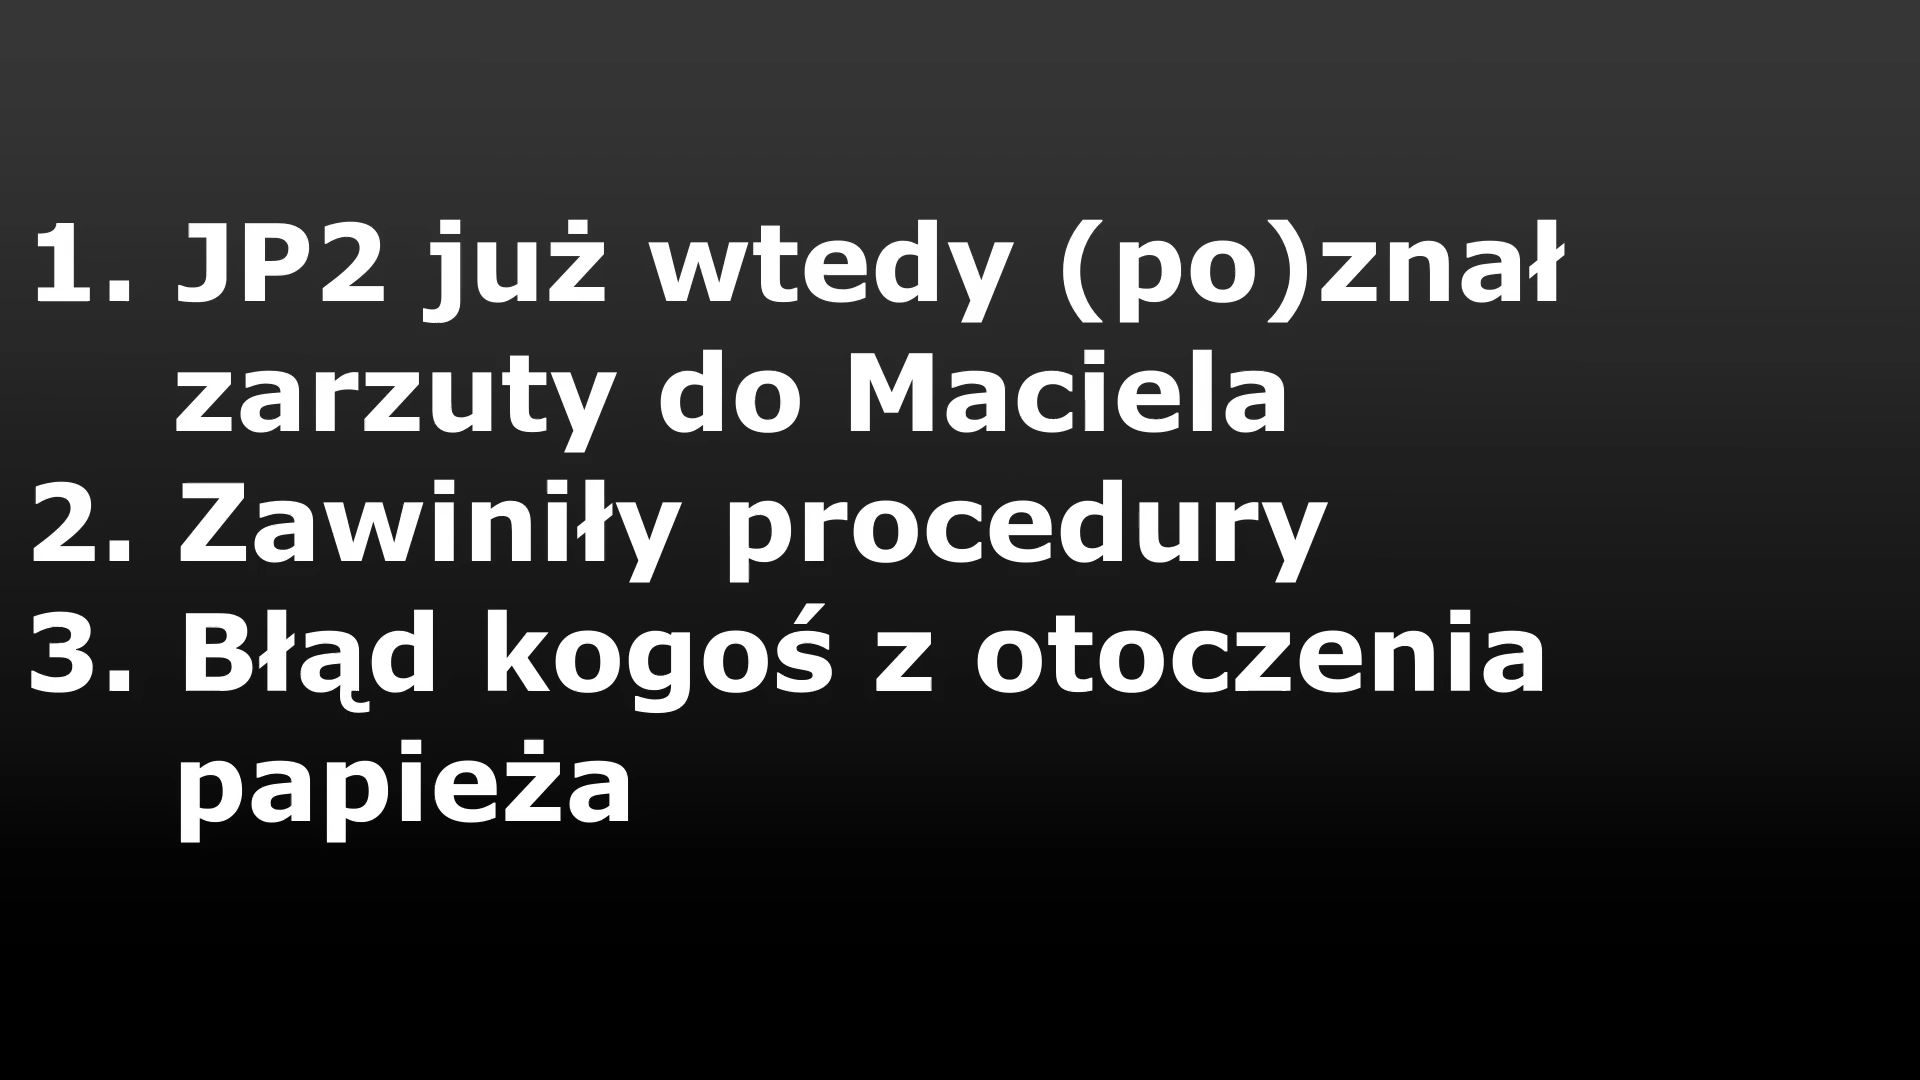 1. JP2 już wtedy (po)znał
zarzuty do Maciela
2. Zawiniły procedury
3. Błąd kogoś z otoczenia
papieża